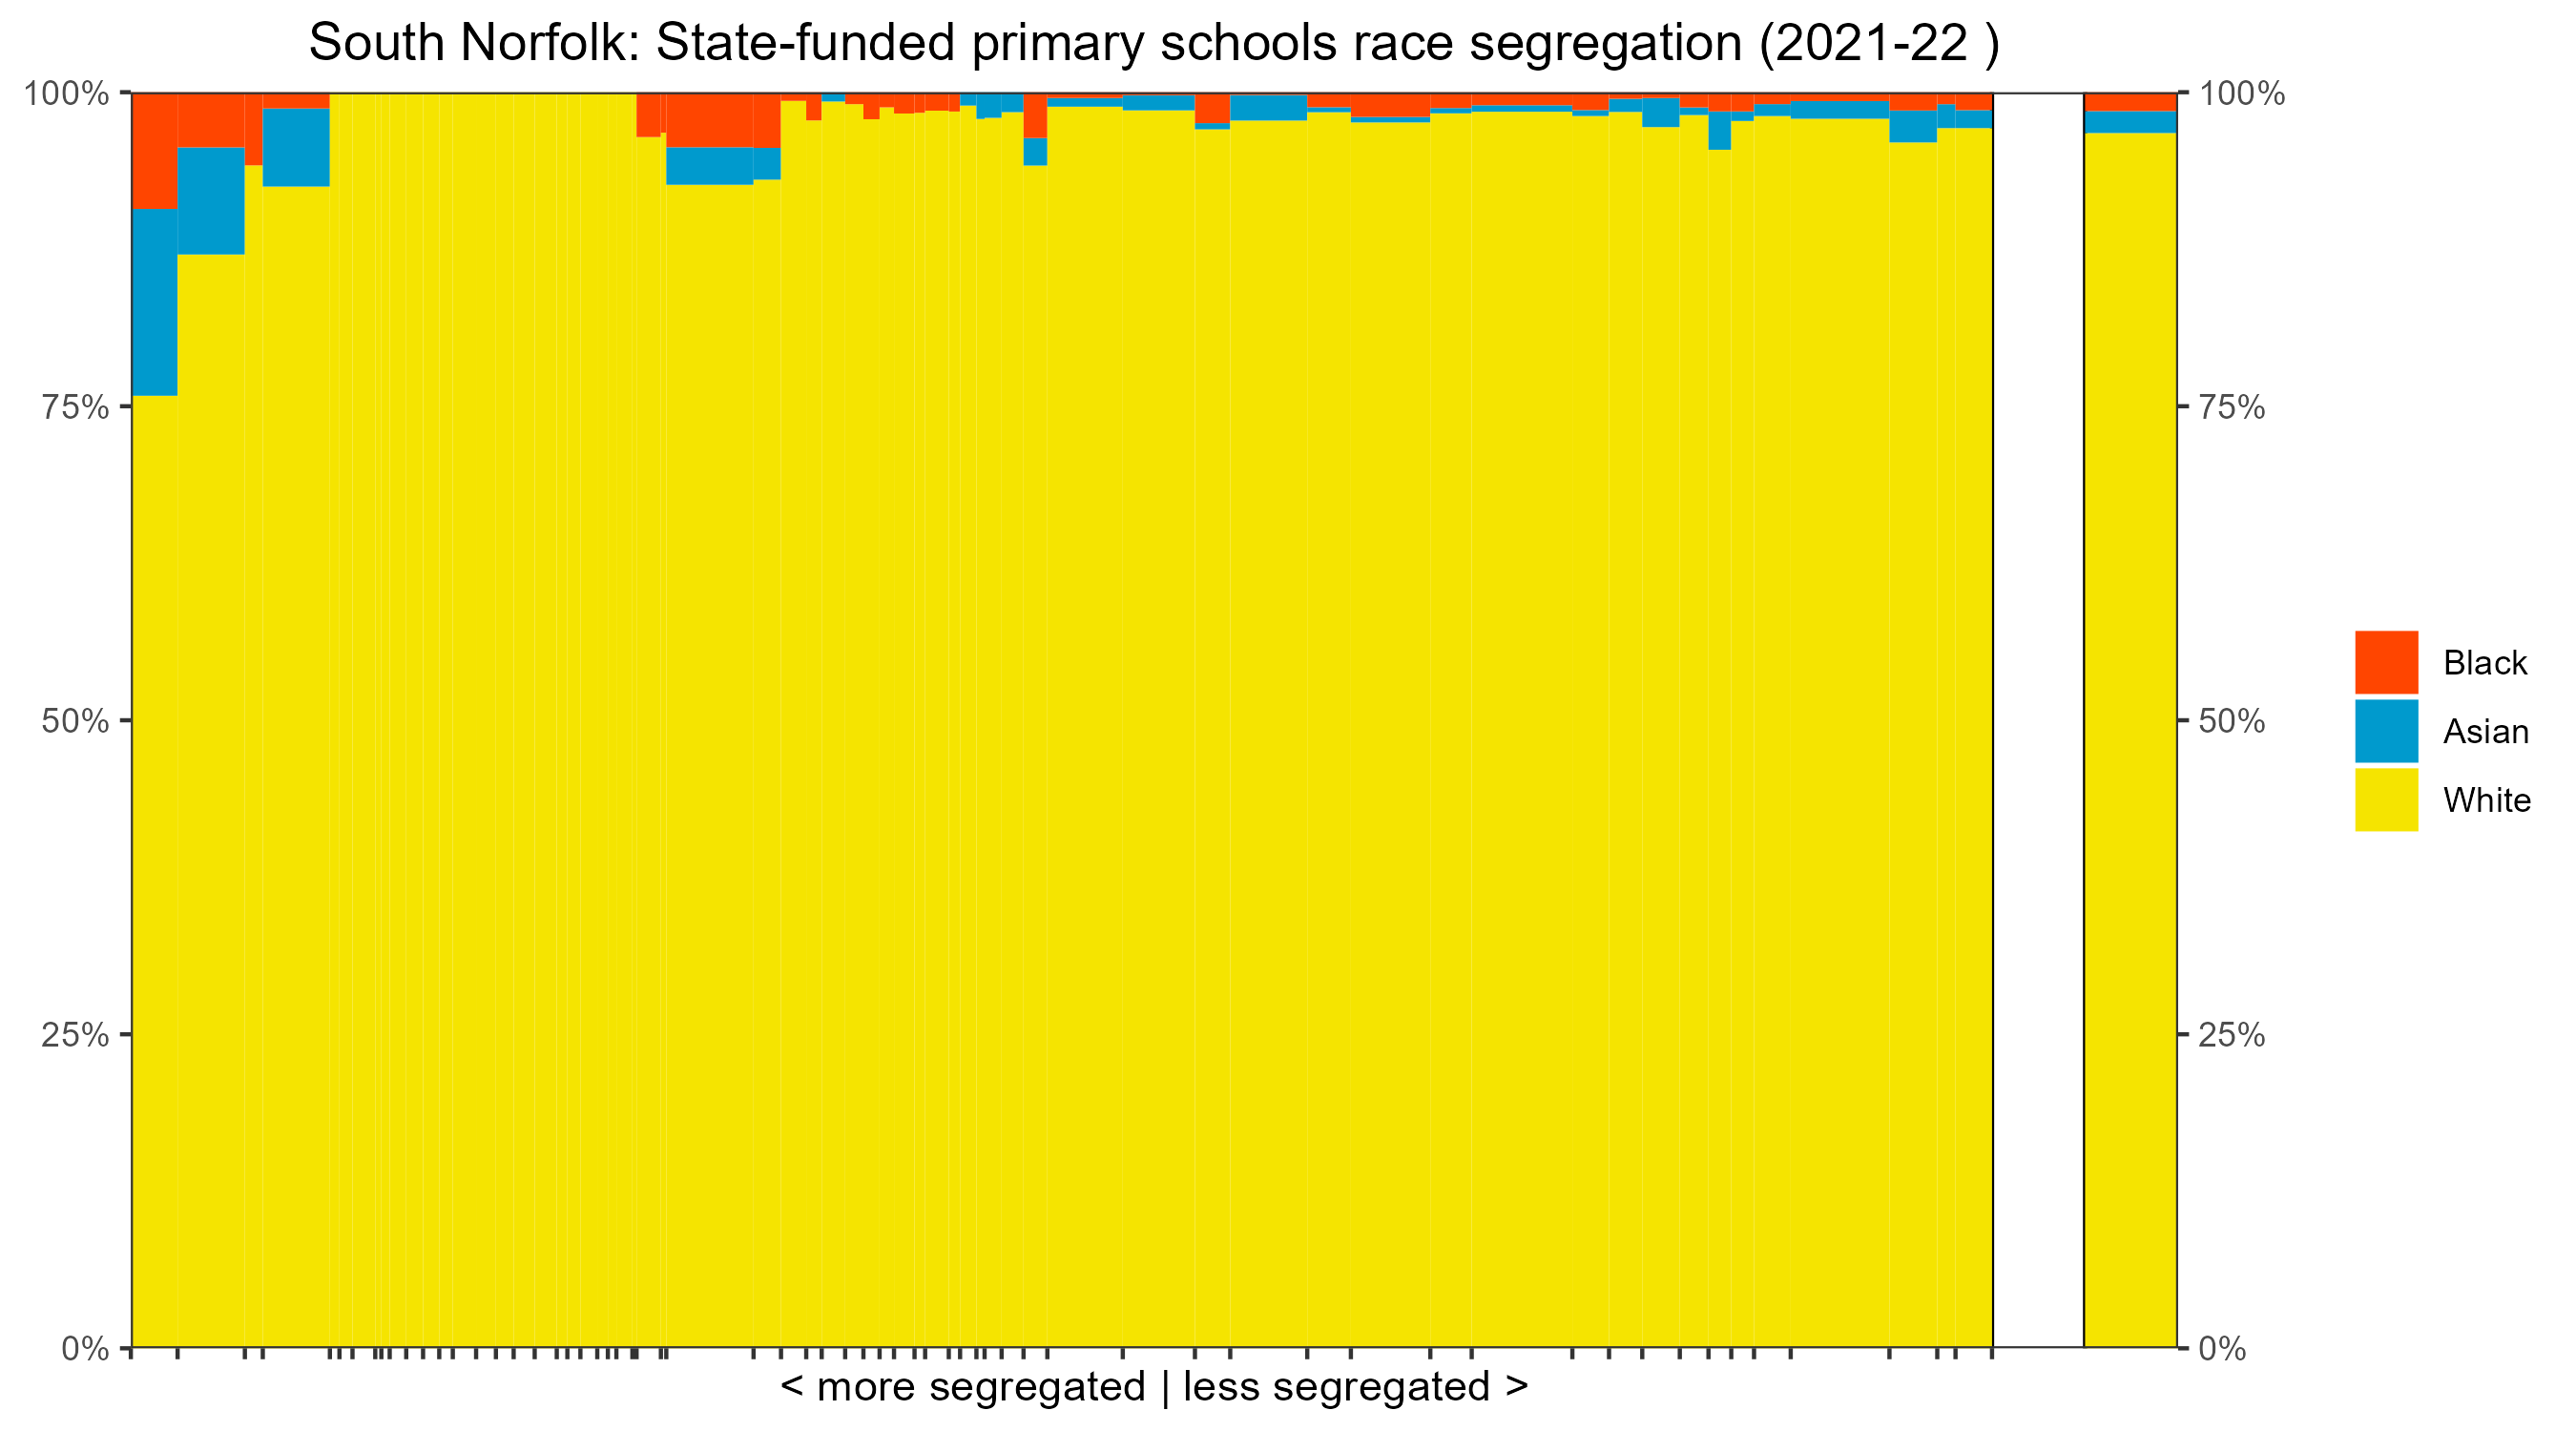 South Norfolk: State-funded primary schools race segregation (2021-22 )
100%
75%
50%
25%
0%
100%
75%
50%
25%
0%
Black
Asian
White
< more segregated | less segregated >